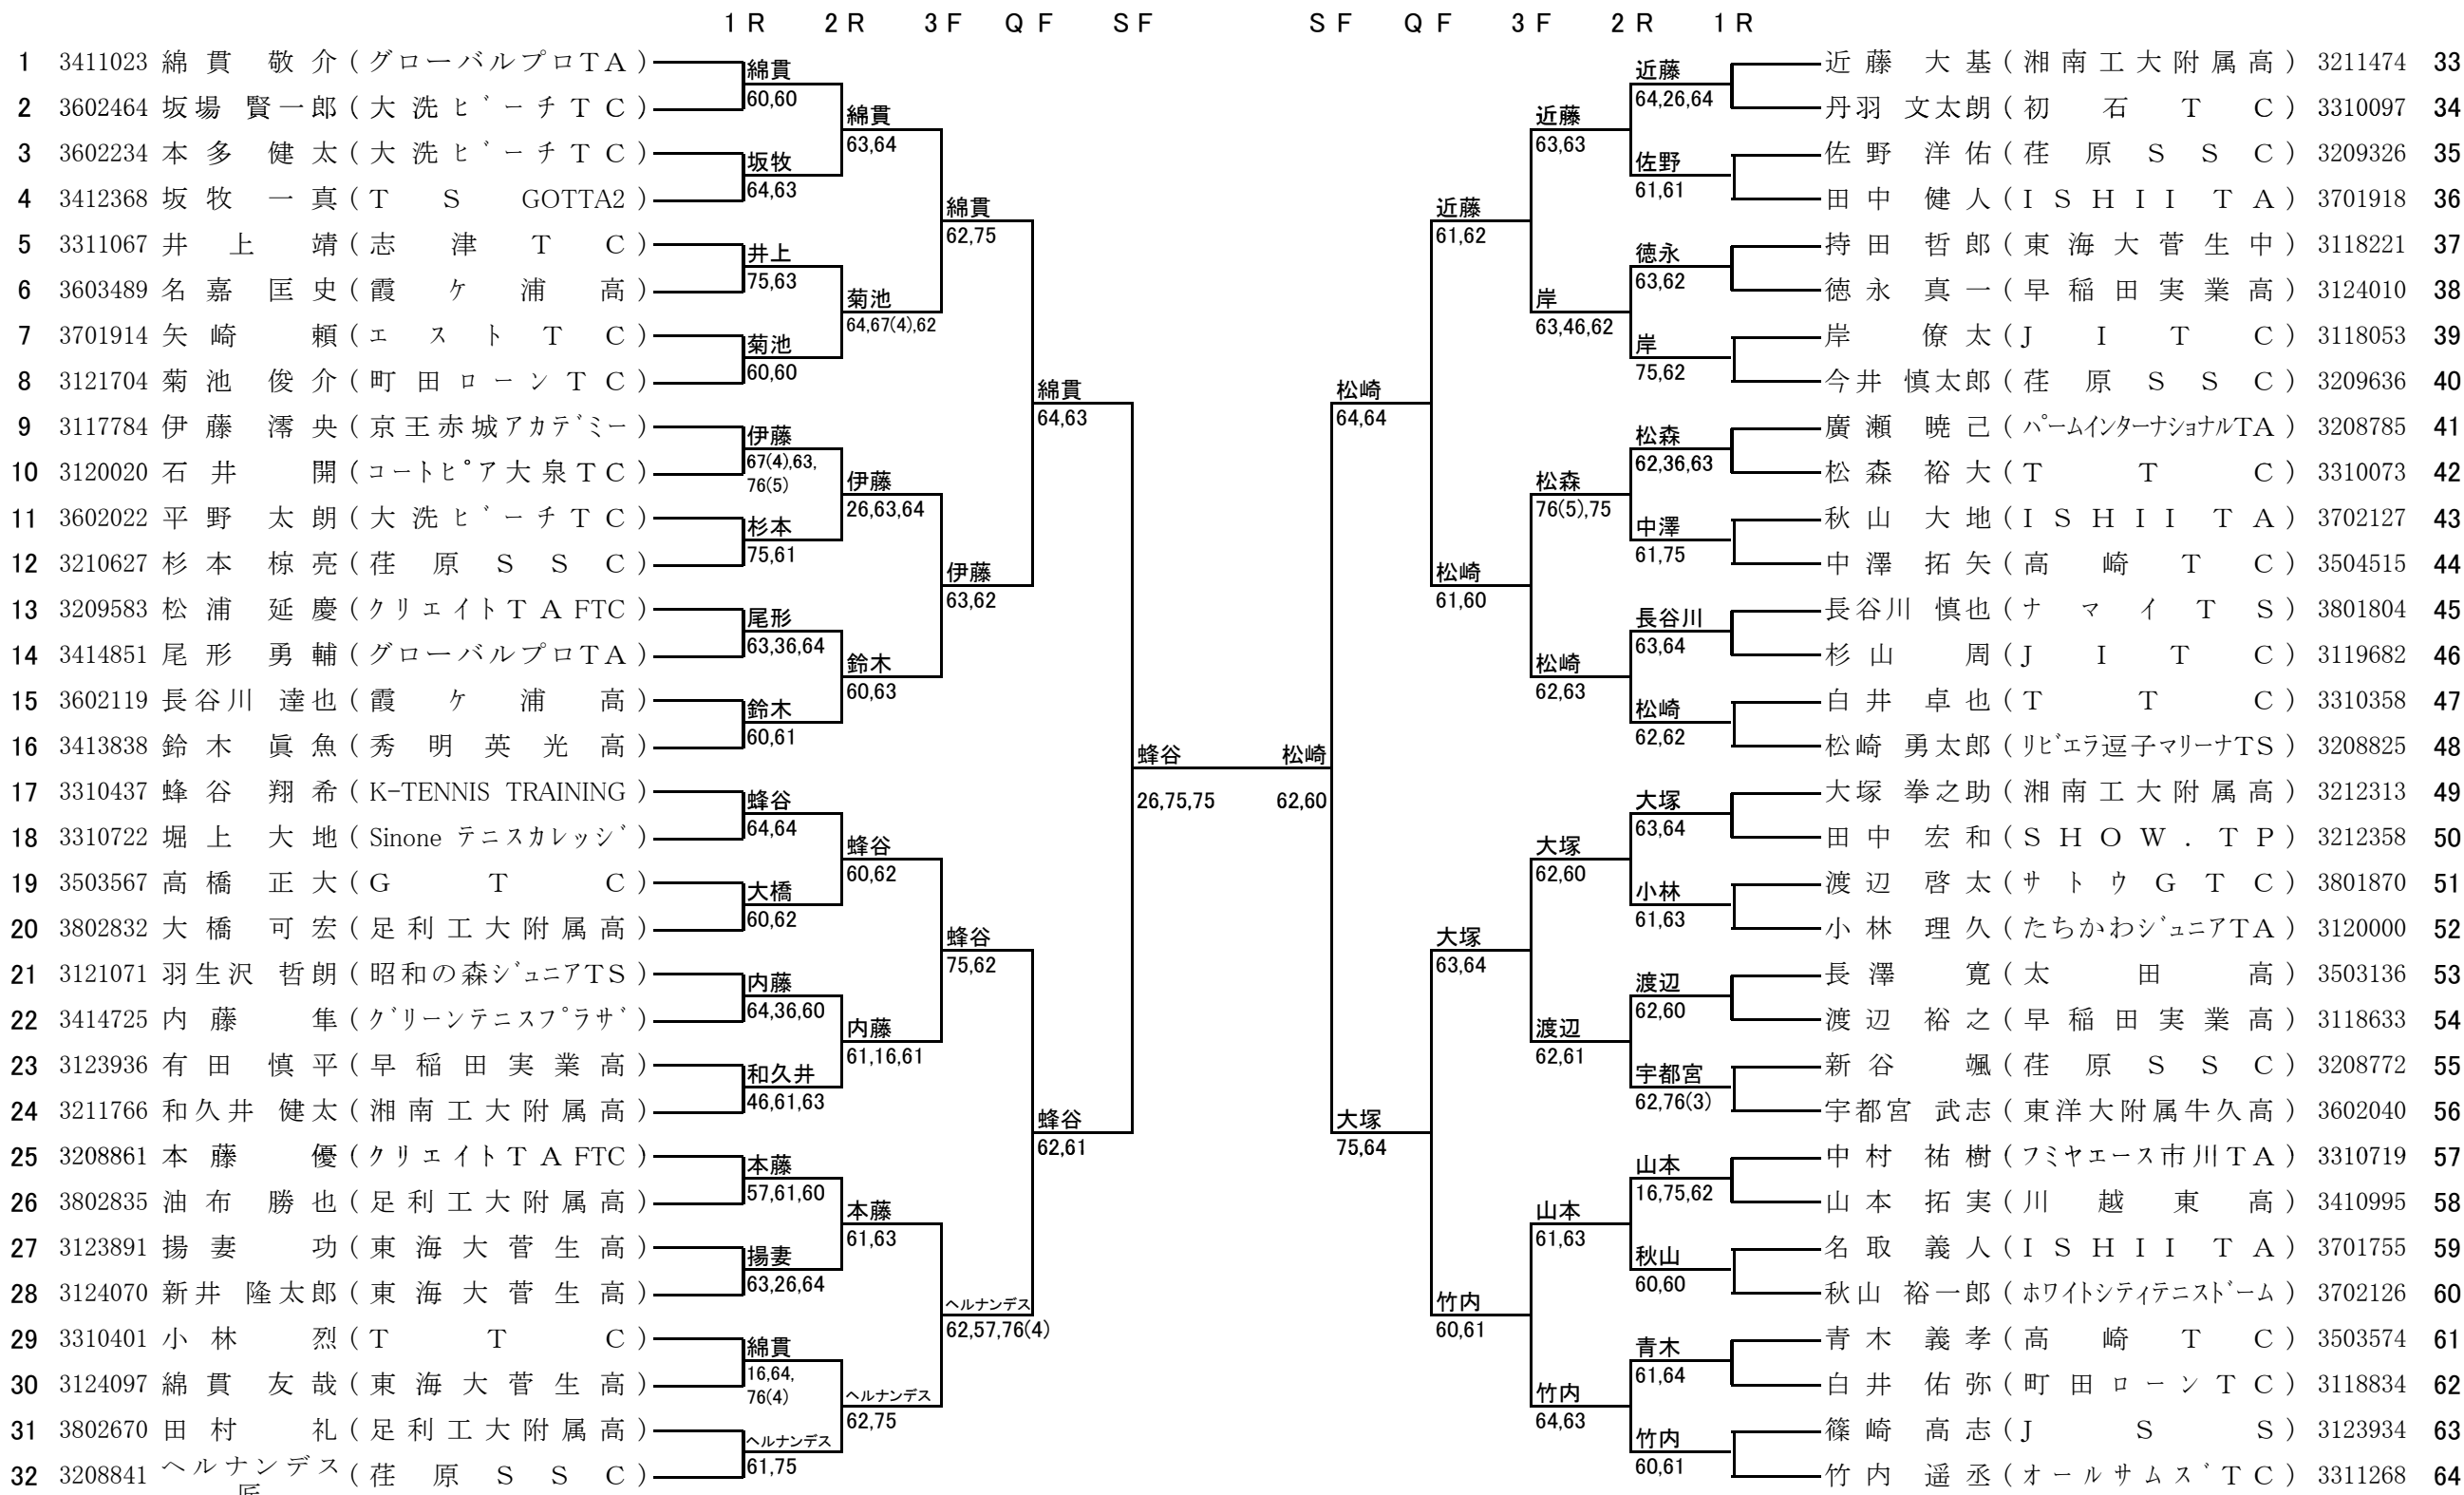 1R 2R 3F QF SF SF QF 3F 2R 1R
1 3411023 綿貫 敬介 (グローバルプロTA)
2 3602464 坂場 賢一郎 (大洗ビーチTC)
3 3602234 本多 健太 (大洗ビーチTC)
4 3412368 坂牧 一真 (TS GOTTA2)
5 3311067 井上 靖 (志津TC)
6 3603489 名嘉 匡史 (霞ケ浦高)
7 3701914 矢崎 頼 (エストTC)
8 3121704 菊池 俊介 (町田ローンTC)
9 3117784 伊藤 澪央 (京王赤城アカデミー)
10 3120020 石井 開 (コートピア大泉TC)
11 3602022 平野 太朗 (大洗ビーチTC)
12 3210627 杉本 椋亮 (荏原SSC)
13 3209583 松浦 延慶 (クリエイトTA FTC)
14 3414851 尾形 勇輔 (グローバルプロTA)
15 3602119 長谷川 達也 (霞ケ浦高)
16 3413838 鈴木 眞魚 (秀明英光高)
17 3310437 蜂谷 翔希 (K-TENNIS TRAINING)
18 3310722 堀上 大地 (Sinone テニスカレッジ)
19 3503567 高橋 正大 (GTC)
20 3802832 大橋 可宏 (足利工大附属高)
21 3121071 羽生沢 哲朗 (昭和の森ジュニアTS)
22 3414725 内藤 隼 (グリーンテニスプラザ)
23 3123936 有田 慎平 (早稲田実業高)
24 3211766 和久井 健太 (湘南工大附属高)
25 3208861 本藤 優 (クリエイトTA FTC)
26 3802835 油布 勝也 (足利工大附属高)
27 3123891 揚妻 功 (東海大菅生高)
28 3124070 新井 隆太郎 (東海大菅生高)
29 3310401 小林 烈 (TTC)
30 3124097 綿貫 友哉 (東海大菅生高)
31 3802670 田村 礼 (足利工大附属高)
32 3208841 ヘルナンデス (荏原SSC)
綿貫
60,60
坂牧
64,63
井上
75,63
菊池
60,60
伊藤
67(4),63,
76(5)
杉本
75,61
尾形
63,36,64
鈴木
60,61
蜂谷
64,64
大橋
60,62
内藤
64,36,60
和久井
46,61,63
本藤
57,61,60
揚妻
63,26,64
綿貫
16,64,
76(4)
ヘルナンデス
61,75
綿貫
63,64
菊池
64,67(4),62
伊藤
26,63,64
鈴木
60,63
蜂谷
60,62
内藤
61,16,61
本藤
61,63
ヘルナンデス
62,75
綿貫
62,75
伊藤
63,62
蜂谷
75,62
ヘルナンデス
62,57,76(4)
綿貫
64,63
蜂谷
62,61
蜂谷
26,75,75
松崎
62,60
松崎
64,64
大塚
75,64
近藤
61,62
松崎
61,60
大塚
63,64
竹内
60,61
近藤
63,63
岸
63,46,62
松森
76(5),75
松崎
62,63
大塚
62,60
渡辺
62,61
山本
61,63
竹内
64,63
近藤
64,26,64
佐野
61,61
徳永
63,62
岸
75,62
松森
62,36,63
中澤
61,75
長谷川
63,64
松崎
62,62
大塚
63,64
小林
61,63
渡辺
62,60
宇都宮
62,76(3)
山本
16,75,62
秋山
60,60
青木
61,64
竹内
60,61
近藤 大基 (湘南工大附属高) 3211474 33
丹羽 文太朗 (初石TC) 3310097 34
佐野 洋佑 (荏原SSC) 3209326 35
田中 健人 (ISHII TA) 3701918 36
持田 哲郎 (東海大菅生中) 3118221 37
徳永 真一 (早稲田実業高) 3124010 38
岸 僚太 (JITC) 3118053 39
今井 慎太郎 (荏原SSC) 3209636 40
廣瀬 暁己 (パームインターナショナルTA) 3208785 41
松森 裕大 (TTC) 3310073 42
秋山 大地 (ISHII TA) 3702127 43
中澤 拓矢 (高崎TC) 3504515 44
長谷川 慎也 (ナマイTS) 3801804 45
杉山 周 (JITC) 3119682 46
白井 卓也 (TTC) 3310358 47
松崎 勇太郎 (リビエラ逗子マリーナTS) 3208825 48
大塚 拳之助 (湘南工大附属高) 3212313 49
田中 宏和 (SHOW.TP) 3212358 50
渡辺 啓太 (サトウGTC) 3801870 51
小林 理久 (たちかわジュニアTA) 3120000 52
長澤 寛 (太田高) 3503136 53
渡辺 裕之 (早稲田実業高) 3118633 54
新谷 颯 (荏原SSC) 3208772 55
宇都宮 武志 (東洋大附属牛久高) 3602040 56
中村 祐樹 (フミヤエース市川TA) 3310719 57
山本 拓実 (川越東高) 3410995 58
名取 義人 (ISHII TA) 3701755 59
秋山 裕一郎 (ホワイトシティテニスドーム) 3702126 60
青木 義孝 (高崎TC) 3503574 61
白井 佑弥 (町田ローンTC) 3118834 62
篠崎 高志 (JSS) 3123934 63
竹内 遥丞 (オールサムズTC) 3311268 64